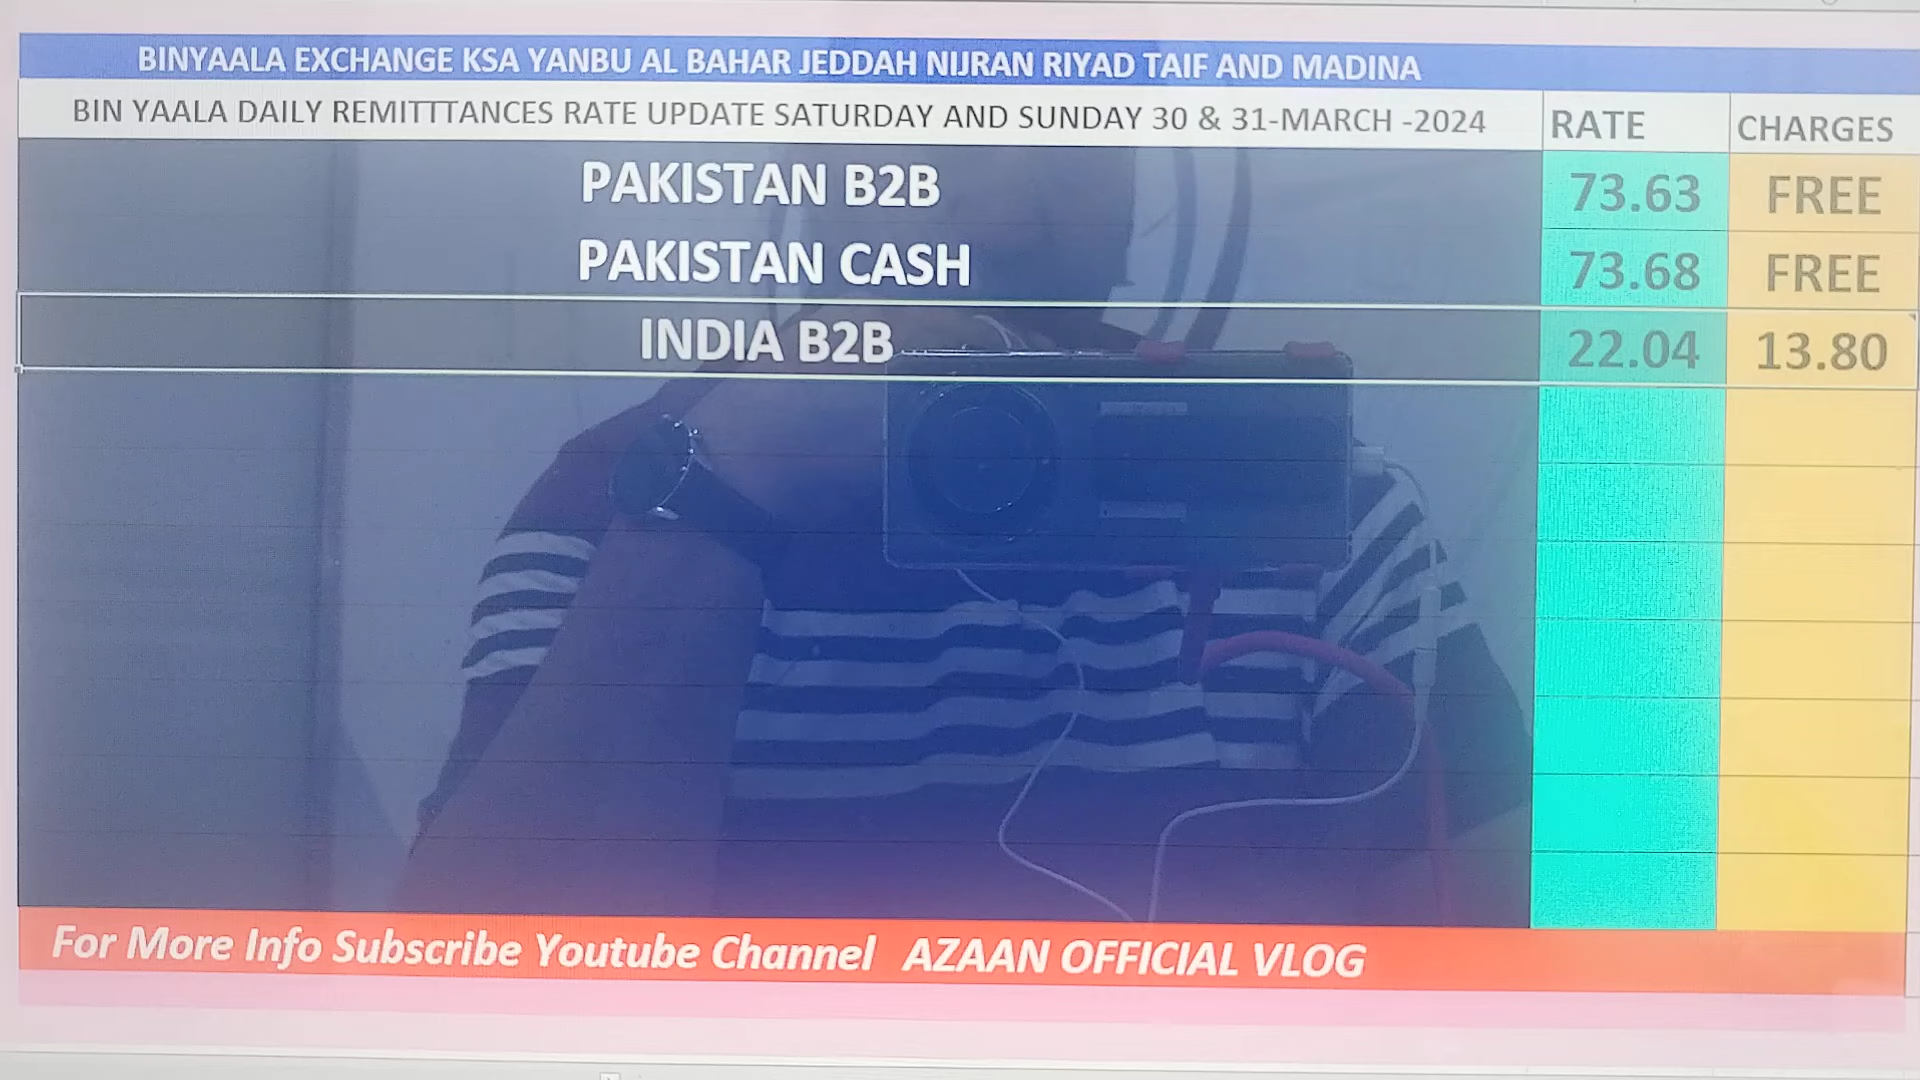 BINYAALA EXCHANGE KSA YANBU AL BAHAR JEDDAH NIJRAN RIYAD TAIF AND MADINA
BIN YAALA DAILY REMITTTANCES RATE UPDATE SATURDAY AND SUNDAY 30 & 31-MARCH -2024 RATE CHARGES
PAKISTAN B2B 73.63 FREE
PAKISTAN CASH 73.68 FREE
INDIA B2B 22.04 13.80
For More Info Subscribe Youtube Channel AZAAN OFFICIAL VLOG